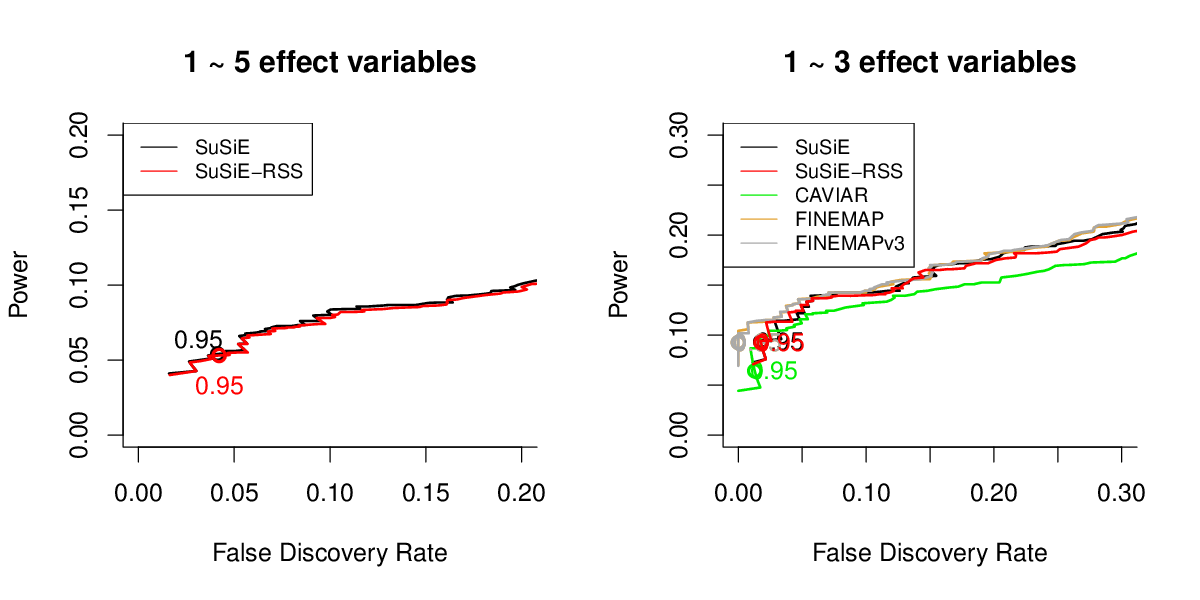 1 ~ 5 effect variables
Power
0.20
0.15
0.10
0.05
0.00
SuSiE
SuSiE−RSS
0.95
0.95
0.00 0.05 0.10 0.15 0.20
False Discovery Rate
1 ~ 3 effect variables
Power
0.30
0.20
0.10
0.00
SuSiE
SuSiE−RSS
CAVIAR
FINEMAP
FINEMAPv3
0.95
0.95
0.00 0.10 0.20 0.30
False Discovery Rate